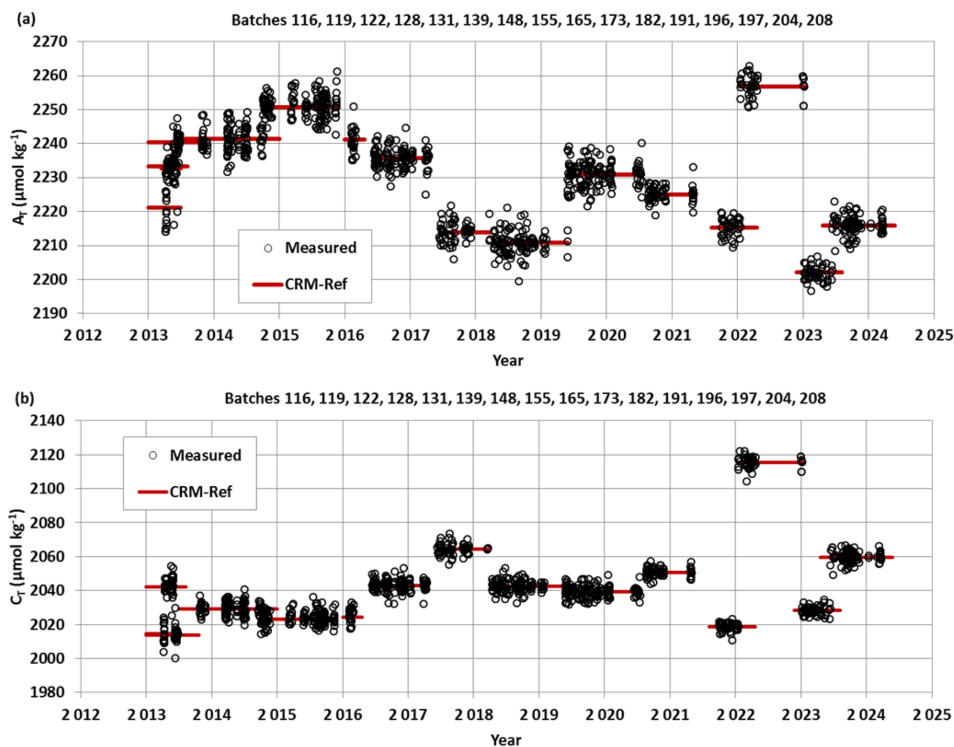 (a) Batches 116, 119, 122, 128, 131, 139, 148, 155, 165, 173, 182, 191, 196, 197, 204, 208
2270
2260
2250
2240
2230
2220
2210
2200
2190
A_T (µmol kg⁻¹)
Measured
CRM-Ref
2 012 2 013 2 014 2 015 2 016 2 017 2 018 2 019 2 020 2 021 2 022 2 023 2 024 2 025
Year
(b) Batches 116, 119, 122, 128, 131, 139, 148, 155, 165, 173, 182, 191, 196, 197, 204, 208
2140
2120
2100
2080
2060
2040
2020
2000
1980
C_T (µmol kg⁻¹)
Measured
CRM-Ref
2 012 2 013 2 014 2 015 2 016 2 017 2 018 2 019 2 020 2 021 2 022 2 023 2 024 2 025
Year